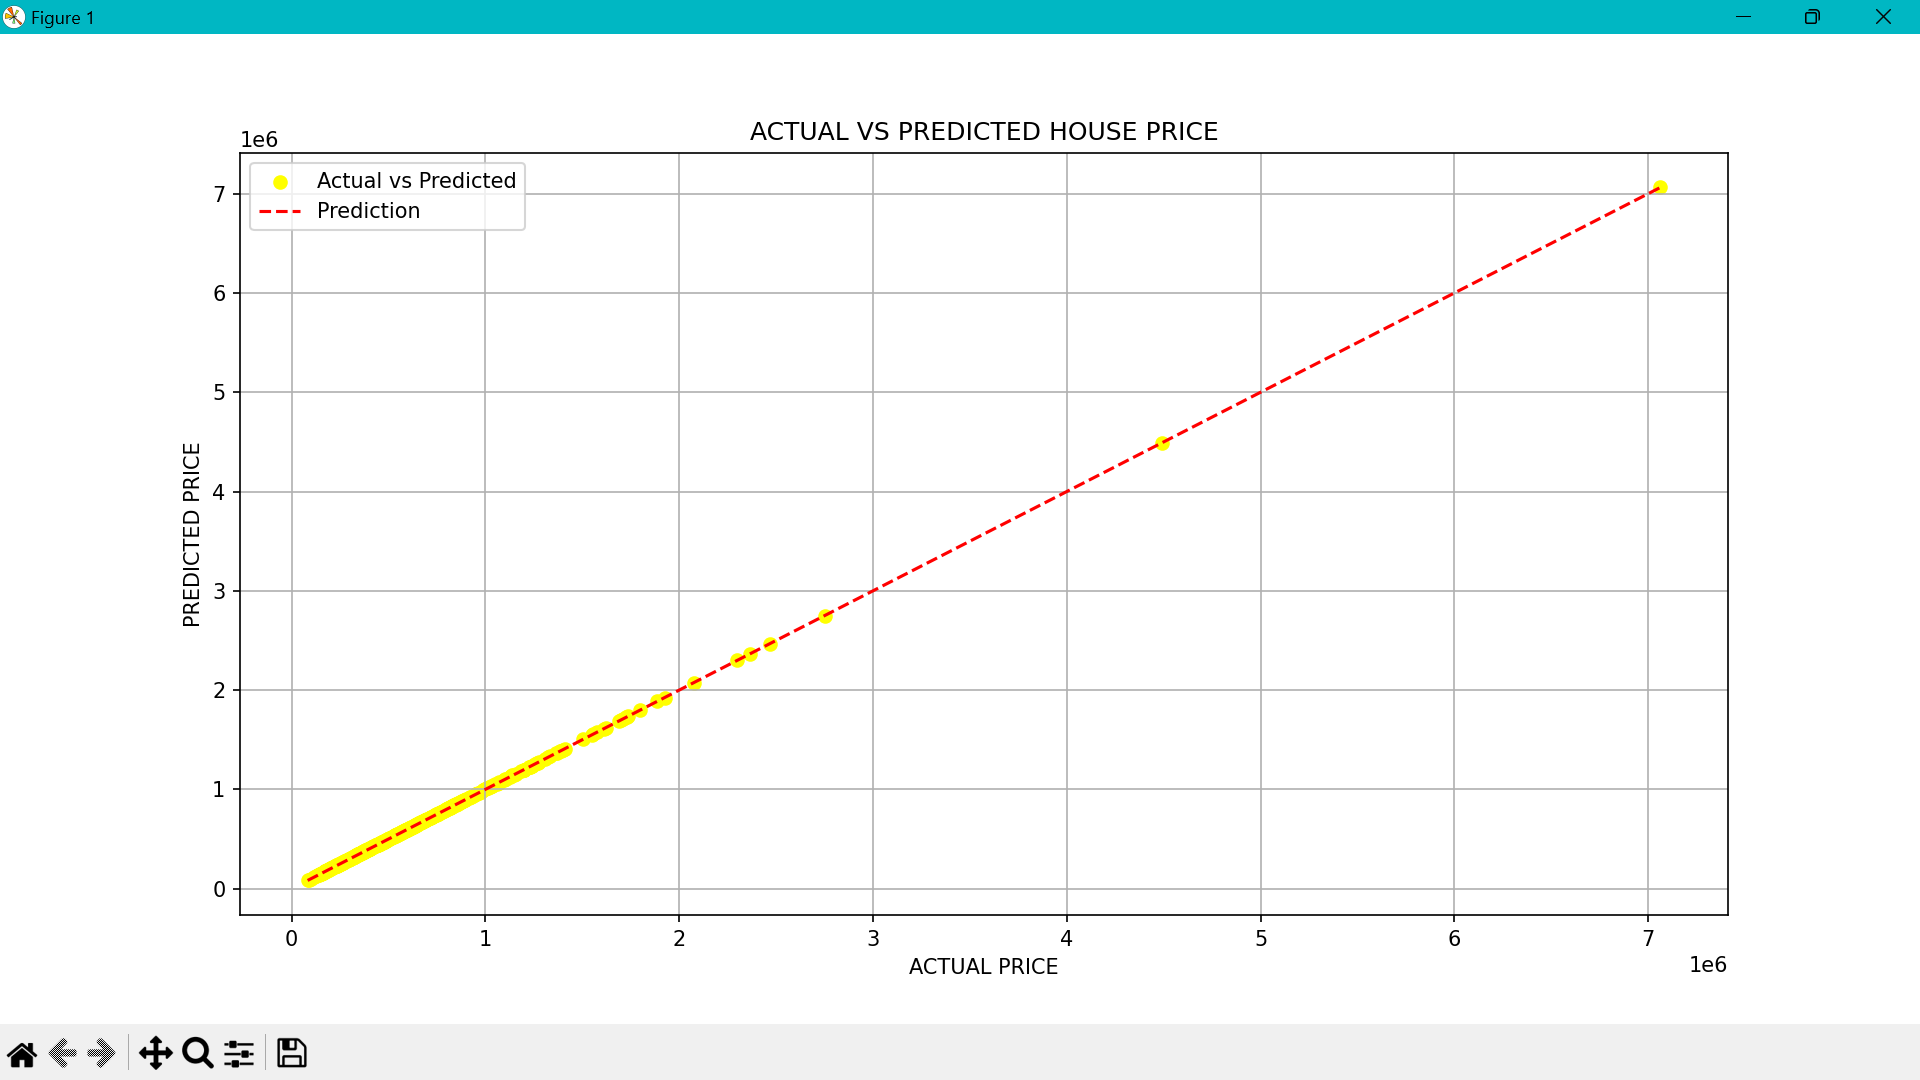 Figure 1
ACTUAL VS PREDICTED HOUSE PRICE
1e6
Actual vs Predicted
Prediction
7
6
5
4
3
2
1
0
PREDICTED PRICE
0 1 2 3 4 5 6 7
ACTUAL PRICE
1e6